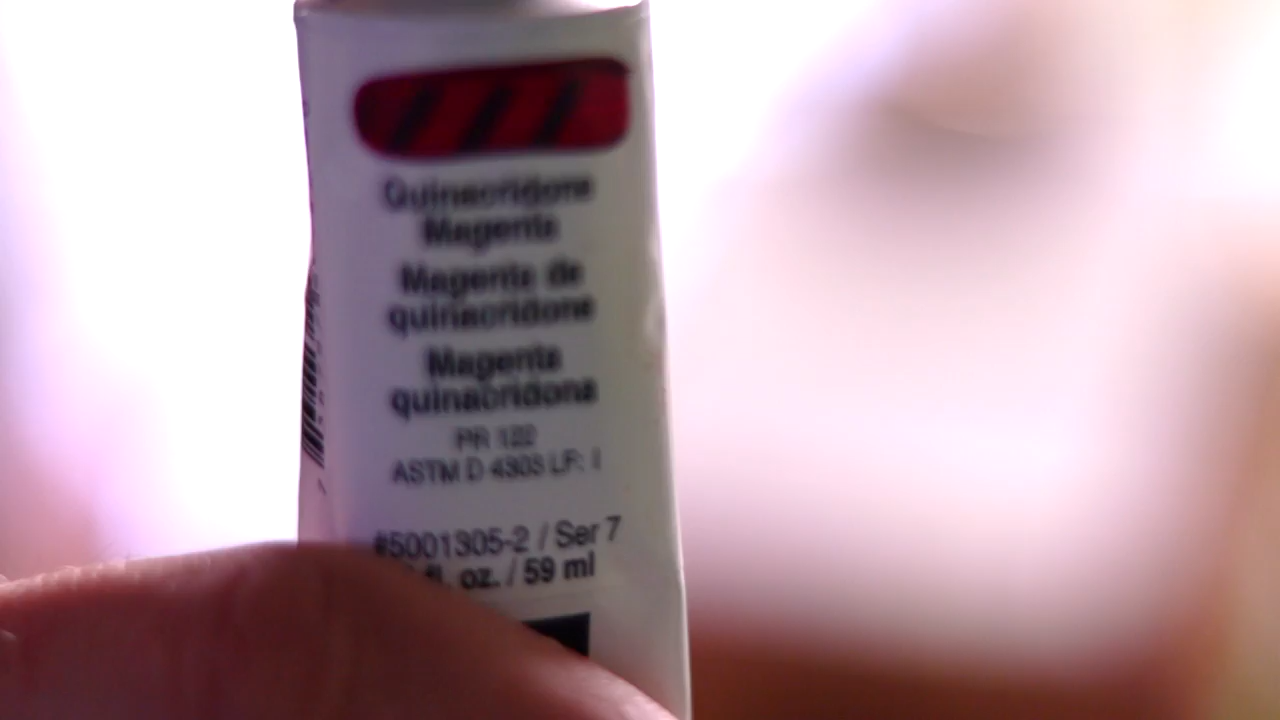 Quinacridone
Magenta
Magenta de
quinacridone
Magenta
quinacridona
PR 122
ASTM D 4303 LF: I
#5001305-2 / Ser 7
fl. oz. / 59 ml